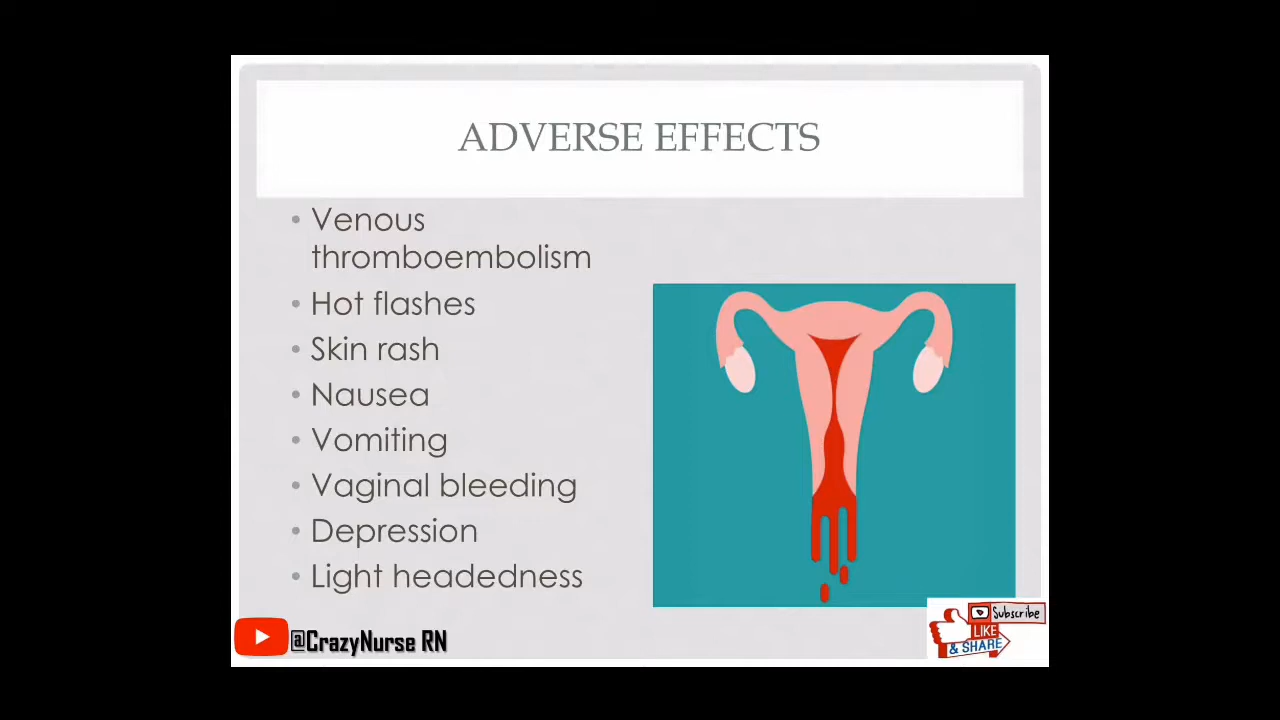 ADVERSE EFFECTS
• Venous
thromboembolism
• Hot flashes
• Skin rash
• Nausea
• Vomiting
• Vaginal bleeding
• Depression
• Light headedness
@CrazyNurse RN
Subscribe
LIKE
& SHARE